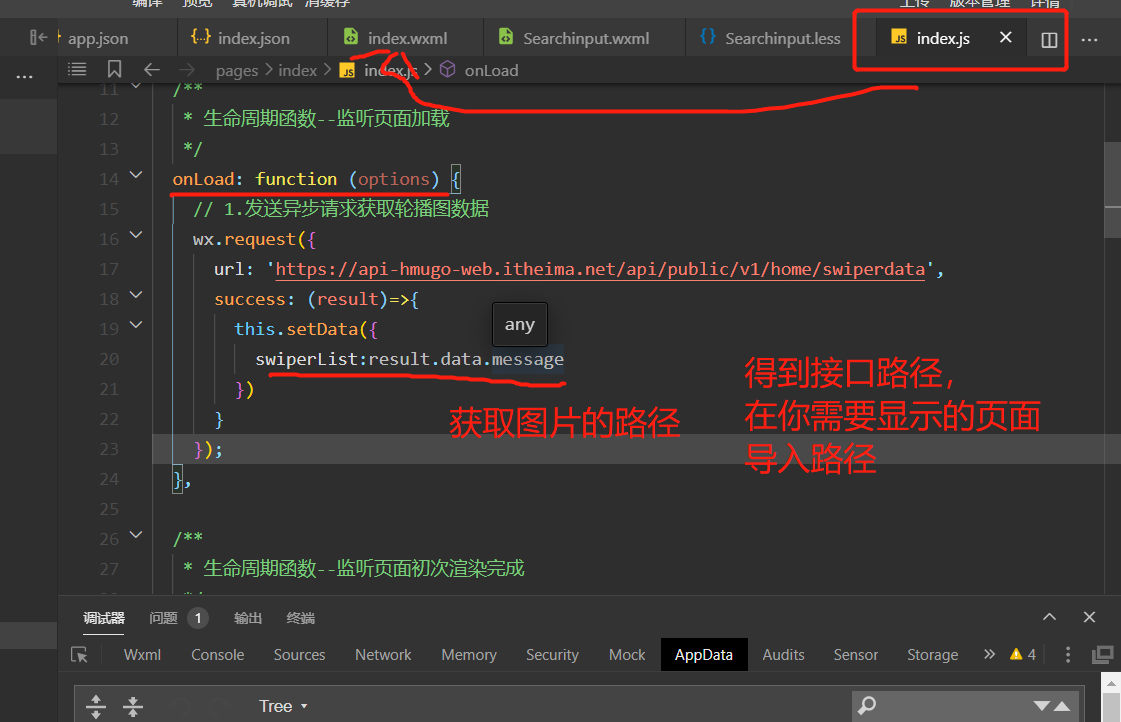 编译 预览 真机调试 清缓存 上传 版本管理 详情
app.json index.json index.wxml Searchinput.wxml Searchinput.less index.js
pages > index > index.js > onLoad
11 /**
12 * 生命周期函数--监听页面加载
13 */
14 onLoad: function (options) {
15 // 1.发送异步请求获取轮播图数据
16 wx.request({
17 url: 'https://api-hmugo-web.itheima.net/api/public/v1/home/swiperdata',
18 success: (result)=>{
19 this.setData({
any
20 swiperList:result.data.message
21 })
22 }
23 });
24 },
25
26 /**
27 * 生命周期函数--监听页面初次渲染完成
获取图片的路径
得到接口路径，
在你需要显示的页面
导入路径
调试器 问题 1 输出 终端
Wxml Console Sources Network Memory Security Mock AppData Audits Sensor Storage 4
Tree